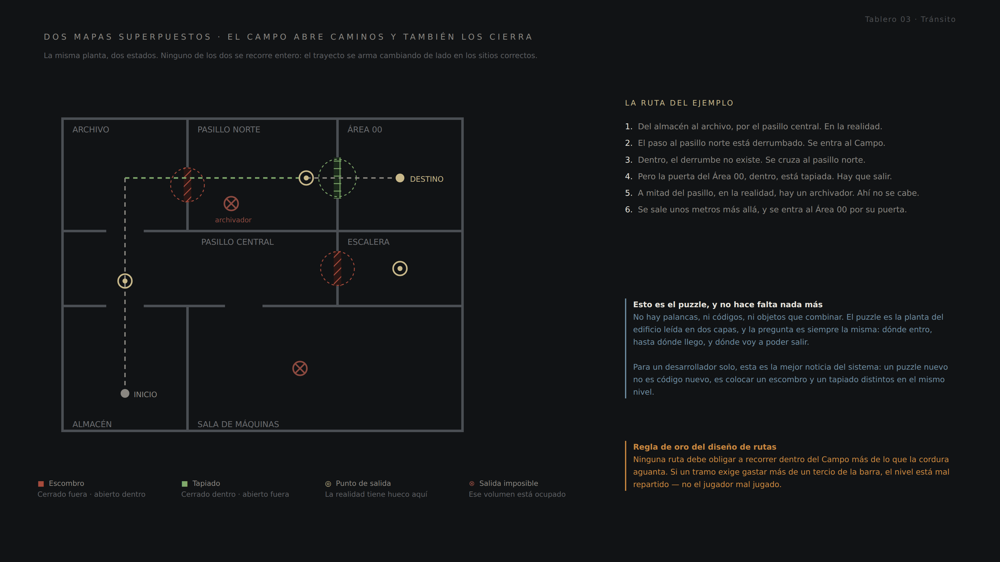 Tablero 03 · Tránsito
DOS MAPAS SUPERPUESTOS · EL CAMPO ABRE CAMINOS Y TAMBIÉN LOS CIERRA
La misma planta, dos estados. Ninguno de los dos se recorre entero: el trayecto se arma cambiando de lado en los sitios correctos.
ARCHIVO
PASILLO NORTE
ÁREA 00
DESTINO
archivador
PASILLO CENTRAL
ESCALERA
INICIO
ALMACÉN
SALA DE MÁQUINAS
Escombro
Cerrado fuera · abierto dentro
Tapiado
Cerrado dentro · abierto fuera
◎ Punto de salida
La realidad tiene hueco aquí
⊗ Salida imposible
Ese volumen está ocupado
LA RUTA DEL EJEMPLO
1. Del almacén al archivo, por el pasillo central. En la realidad.
2. El paso al pasillo norte está derrumbado. Se entra al Campo.
3. Dentro, el derrumbe no existe. Se cruza al pasillo norte.
4. Pero la puerta del Área 00, dentro, está tapiada. Hay que salir.
5. A mitad del pasillo, en la realidad, hay un archivador. Ahí no se cabe.
6. Se sale unos metros más allá, y se entra al Área 00 por su puerta.
Esto es el puzzle, y no hace falta nada más
No hay palancas, ni códigos, ni objetos que combinar. El puzzle es la planta del
edificio leída en dos capas, y la pregunta es siempre la misma: dónde entro,
hasta dónde llego, y dónde voy a poder salir.
Para un desarrollador solo, esta es la mejor noticia del sistema: un puzzle nuevo
no es código nuevo, es colocar un escombro y un tapiado distintos en el mismo
nivel.
Regla de oro del diseño de rutas
Ninguna ruta debe obligar a recorrer dentro del Campo más de lo que la cordura
aguanta. Si un tramo exige gastar más de un tercio de la barra, el nivel está mal
repartido — no el jugador mal jugado.